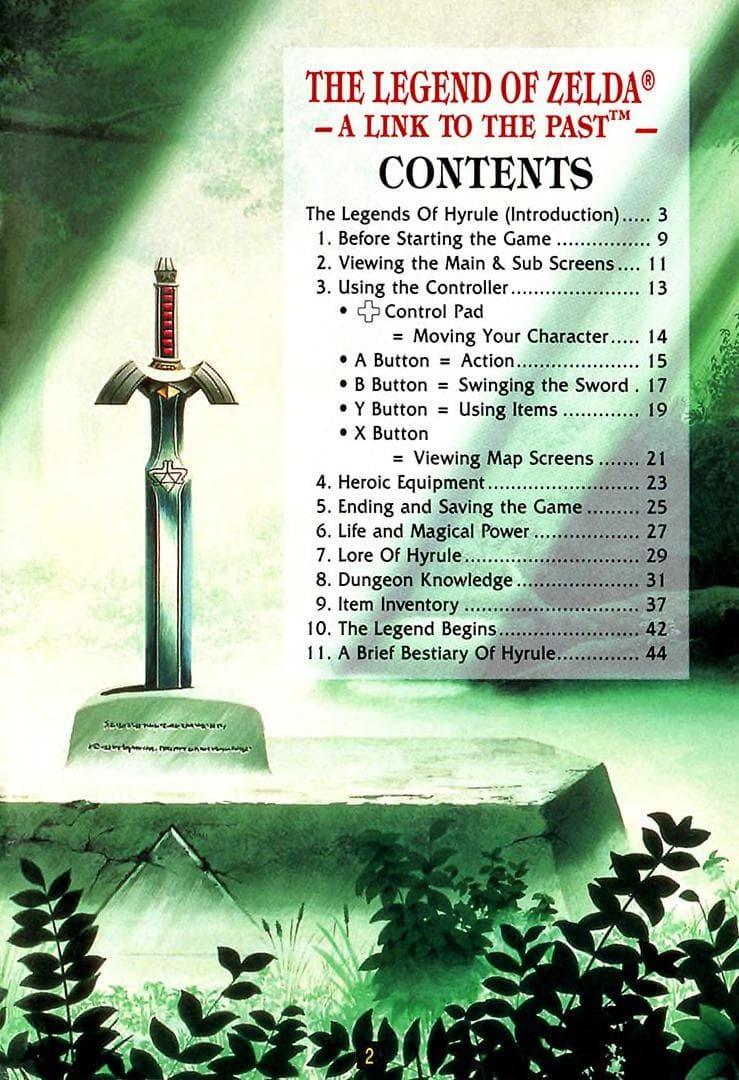 THE LEGEND OF ZELDA®
– A LINK TO THE PAST™ –
CONTENTS
The Legends Of Hyrule (Introduction)..... 3
1. Before Starting the Game ................ 9
2. Viewing the Main & Sub Screens.... 11
3. Using the Controller...................... 13
• Control Pad
= Moving Your Character..... 14
• A Button = Action..................... 15
• B Button = Swinging the Sword . 17
• Y Button = Using Items ............. 19
• X Button
= Viewing Map Screens ....... 21
4. Heroic Equipment.......................... 23
5. Ending and Saving the Game ......... 25
6. Life and Magical Power .................. 27
7. Lore Of Hyrule.............................. 29
8. Dungeon Knowledge..................... 31
9. Item Inventory .............................. 37
10. The Legend Begins........................ 42
11. A Brief Bestiary Of Hyrule.............. 44
2